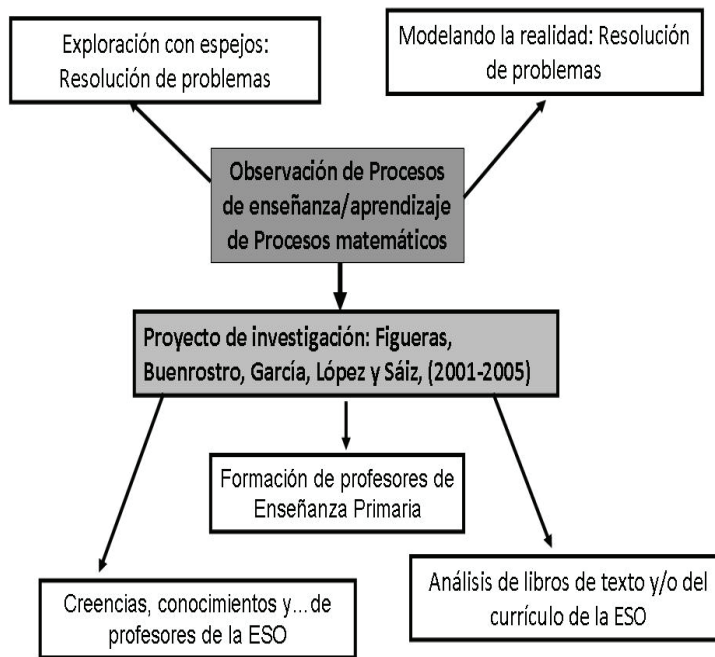 Exploración con espejos:
Resolución de problemas
Modelando la realidad: Resolución
de problemas
Observación de Procesos
de enseñanza/aprendizaje
de Procesos matemáticos
Proyecto de investigación: Figueras,
Buenrostro, García, López y Sáiz, (2001-2005)
Formación de profesores de
Enseñanza Primaria
Creencias, conocimientos y...de
profesores de la ESO
Análisis de libros de texto y/o del
currículo de la ESO